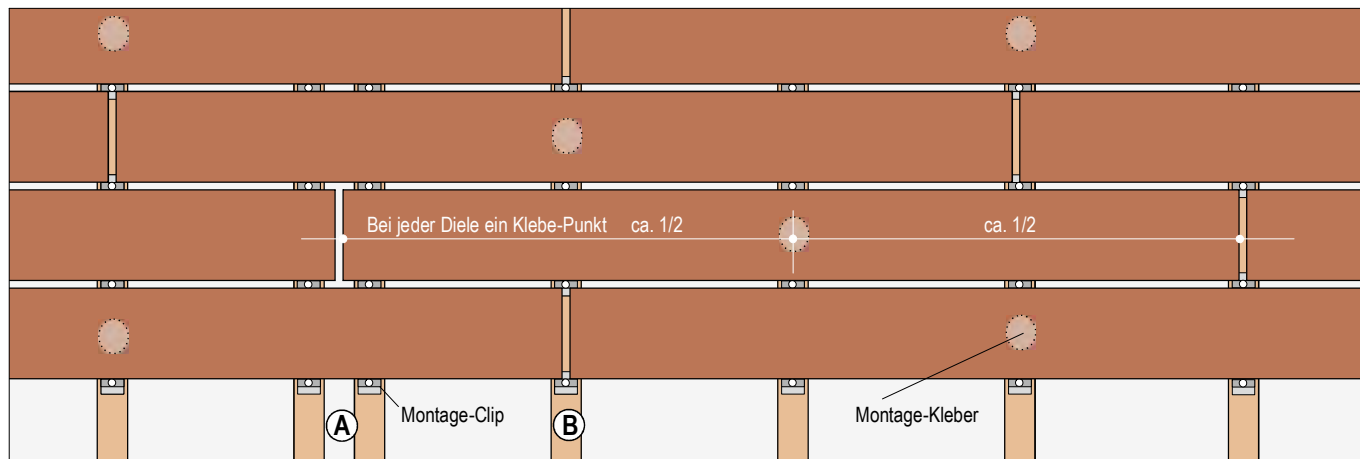 Bei jeder Diele ein Klebe-Punkt ca. 1/2 ca. 1/2
Montage-Clip Montage-Kleber
A B